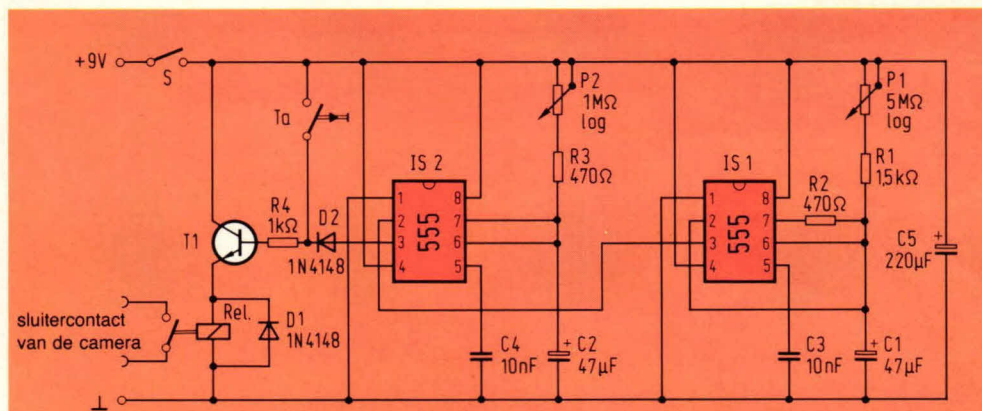 +9V
S
Ta
P2
1MΩ
log
P1
5MΩ
log
IS 2
R3
470Ω
IS 1
R1
1,5kΩ
R2
470Ω
1
2
3
4
555
8
7
6
5
1
2
3
4
555
8
7
6
5
R4
1kΩ
D2
1N4148
T1
C5
220µF
+
Rel.
D1
1N4148
sluitercontact
van de camera
C4
10nF
+
C2
47µF
C3
10nF
+
C1
47µF